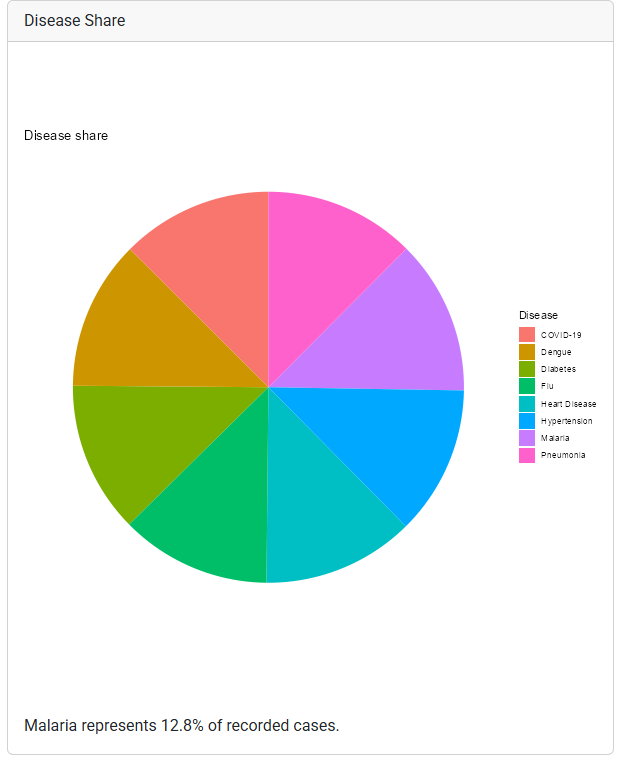 Disease Share
Disease share
Disease
COVID-19
Dengue
Diabetes
Flu
Heart Disease
Hypertension
Malaria
Pneumonia
Malaria represents 12.8% of recorded cases.